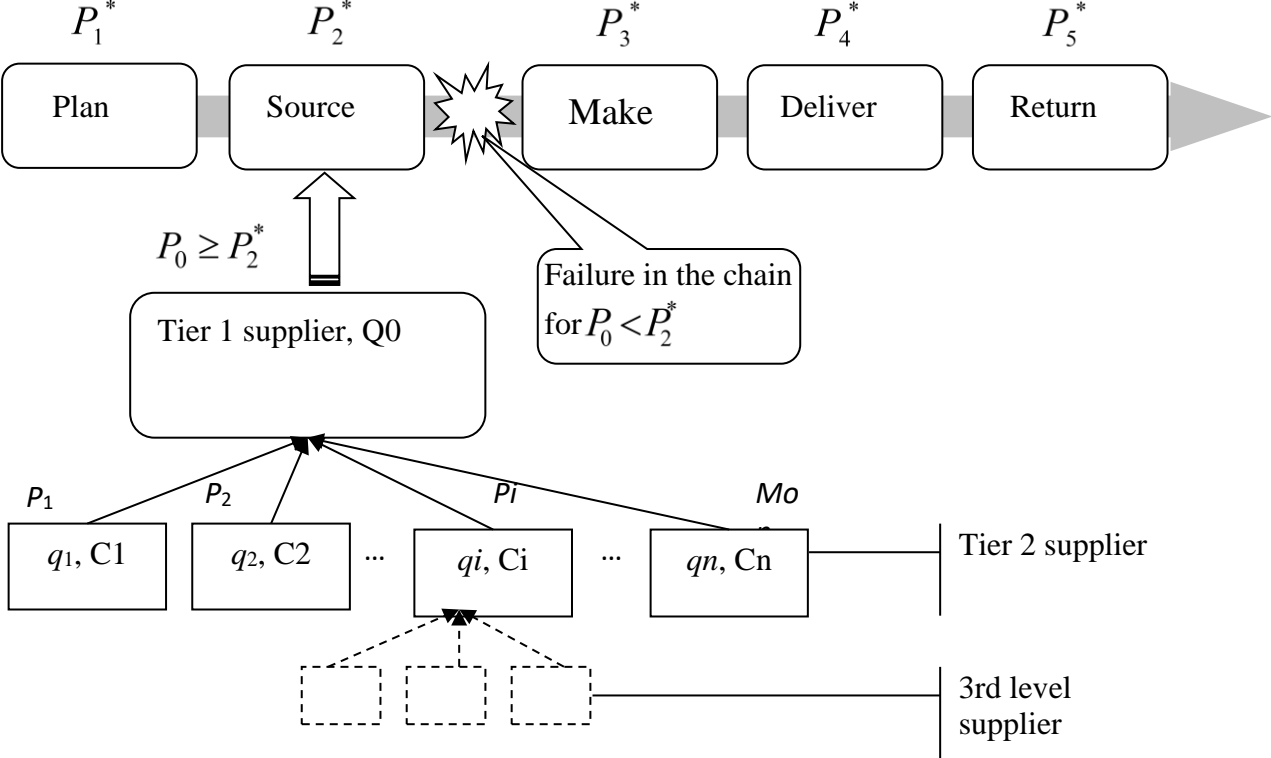 P₁* P₂* P₃* P₄* P₅*
Plan Source Make Deliver Return
P₀ ≥ P₂*
Failure in the chain
for P₀ < P₂*
Tier 1 supplier, Q0
P₁ P₂ Pi Mo
q₁, C1 q₂, C2 ... qi, Ci ... qn, Cn
Tier 2 supplier
3rd level
supplier